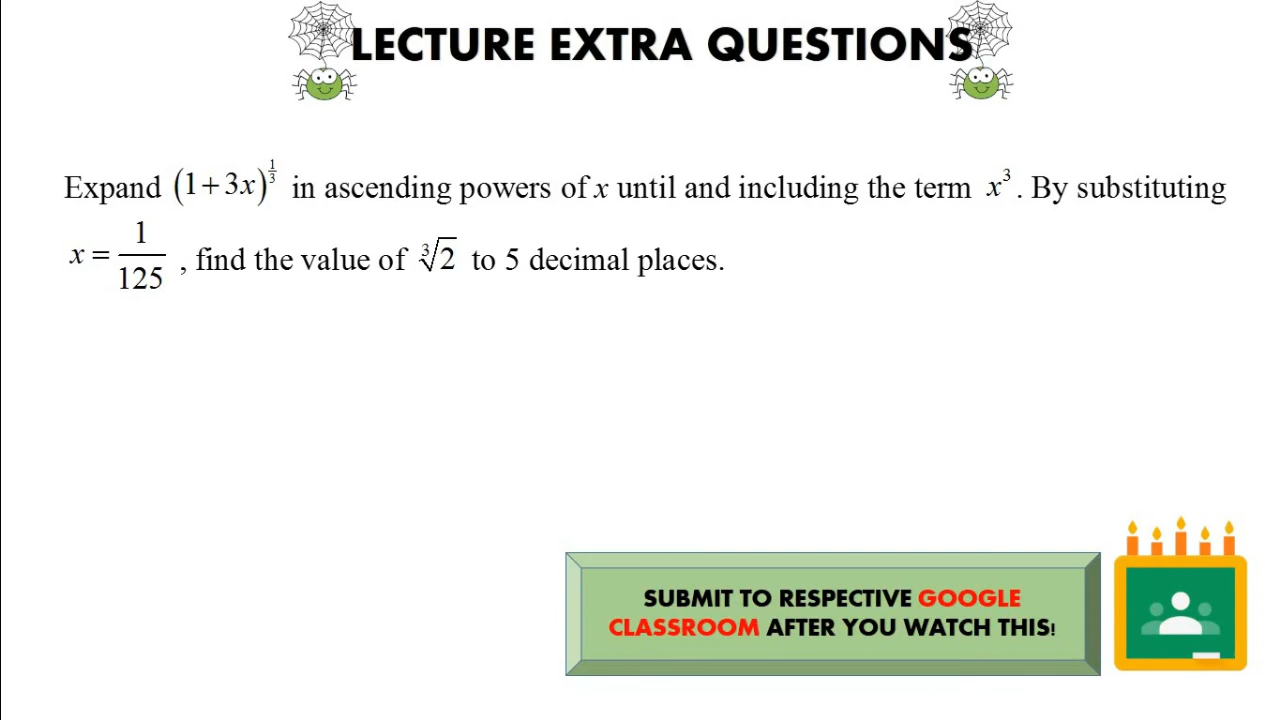 LECTURE EXTRA QUESTIONS
Expand (1+3x)^{1/3} in ascending powers of x until and including the term x^3. By substituting
x = 1/125, find the value of ∛2 to 5 decimal places.
SUBMIT TO RESPECTIVE GOOGLE
CLASSROOM AFTER YOU WATCH THIS!